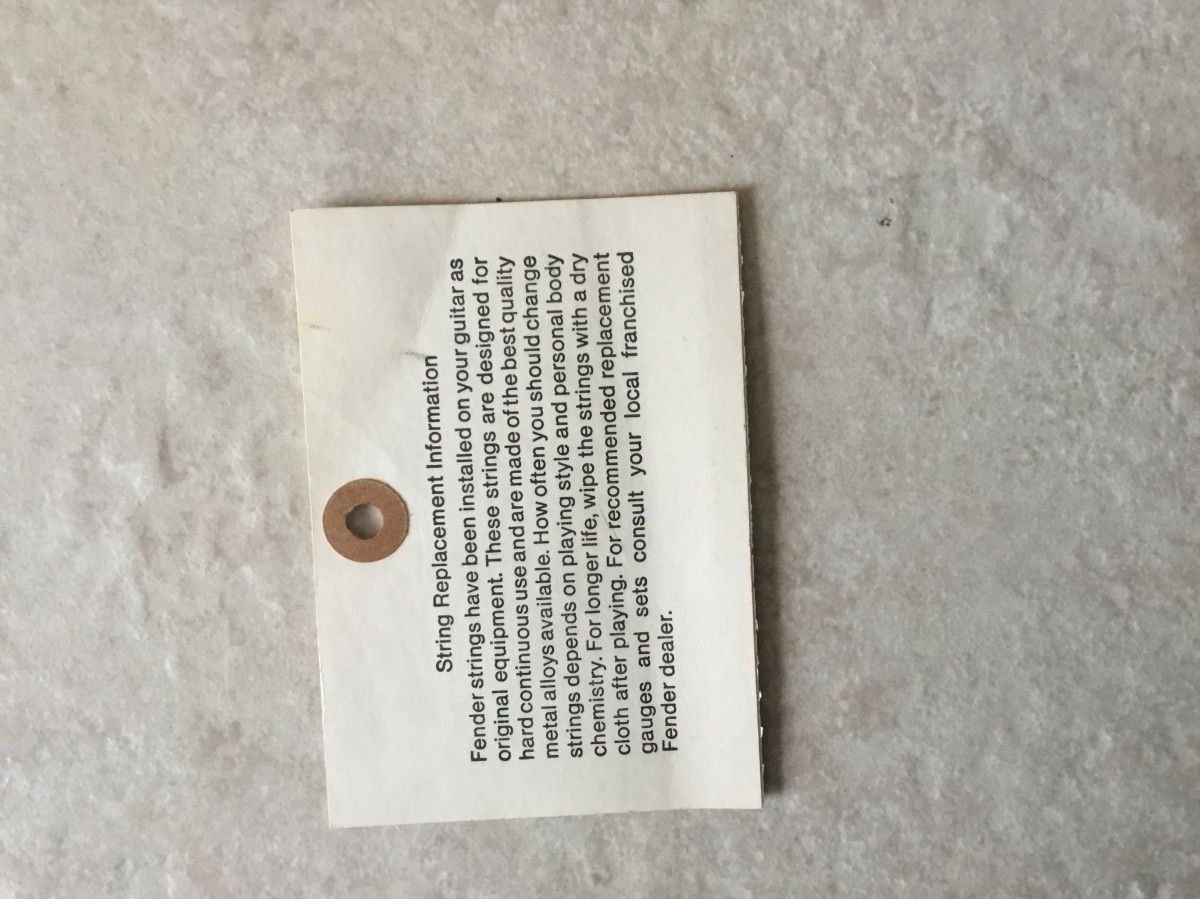 String Replacement Information
Fender strings have been installed on your guitar as
original equipment. These strings are designed for
hard continuous use and are made of the best quality
metal alloys available. How often you should change
strings depends on playing style and personal body
chemistry. For longer life, wipe the strings with a dry
cloth after playing. For recommended replacement
gauges and sets consult your local franchised
Fender dealer.